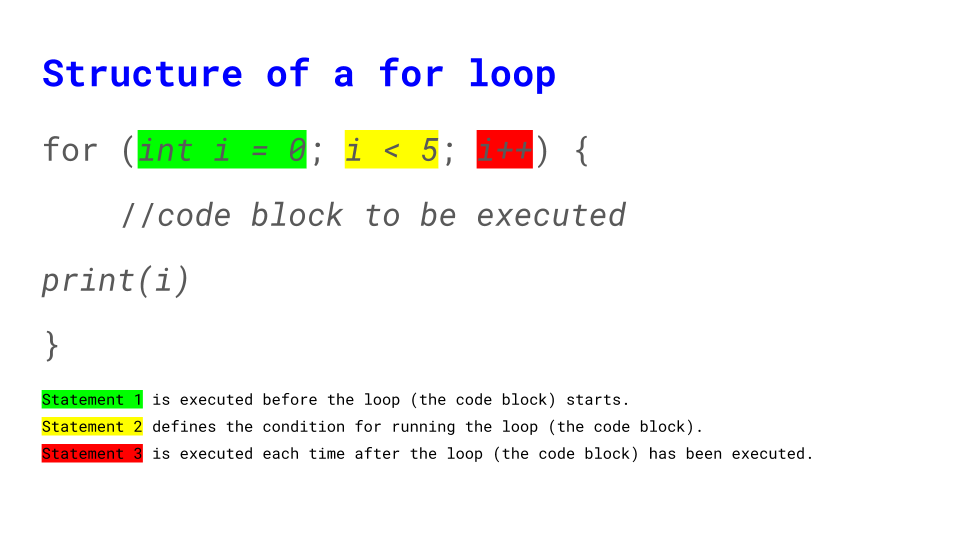 Structure of a for loop
for (int i = 0; i < 5; i++) {
//code block to be executed
print(i)
}
Statement 1 is executed before the loop (the code block) starts.
Statement 2 defines the condition for running the loop (the code block).
Statement 3 is executed each time after the loop (the code block) has been executed.